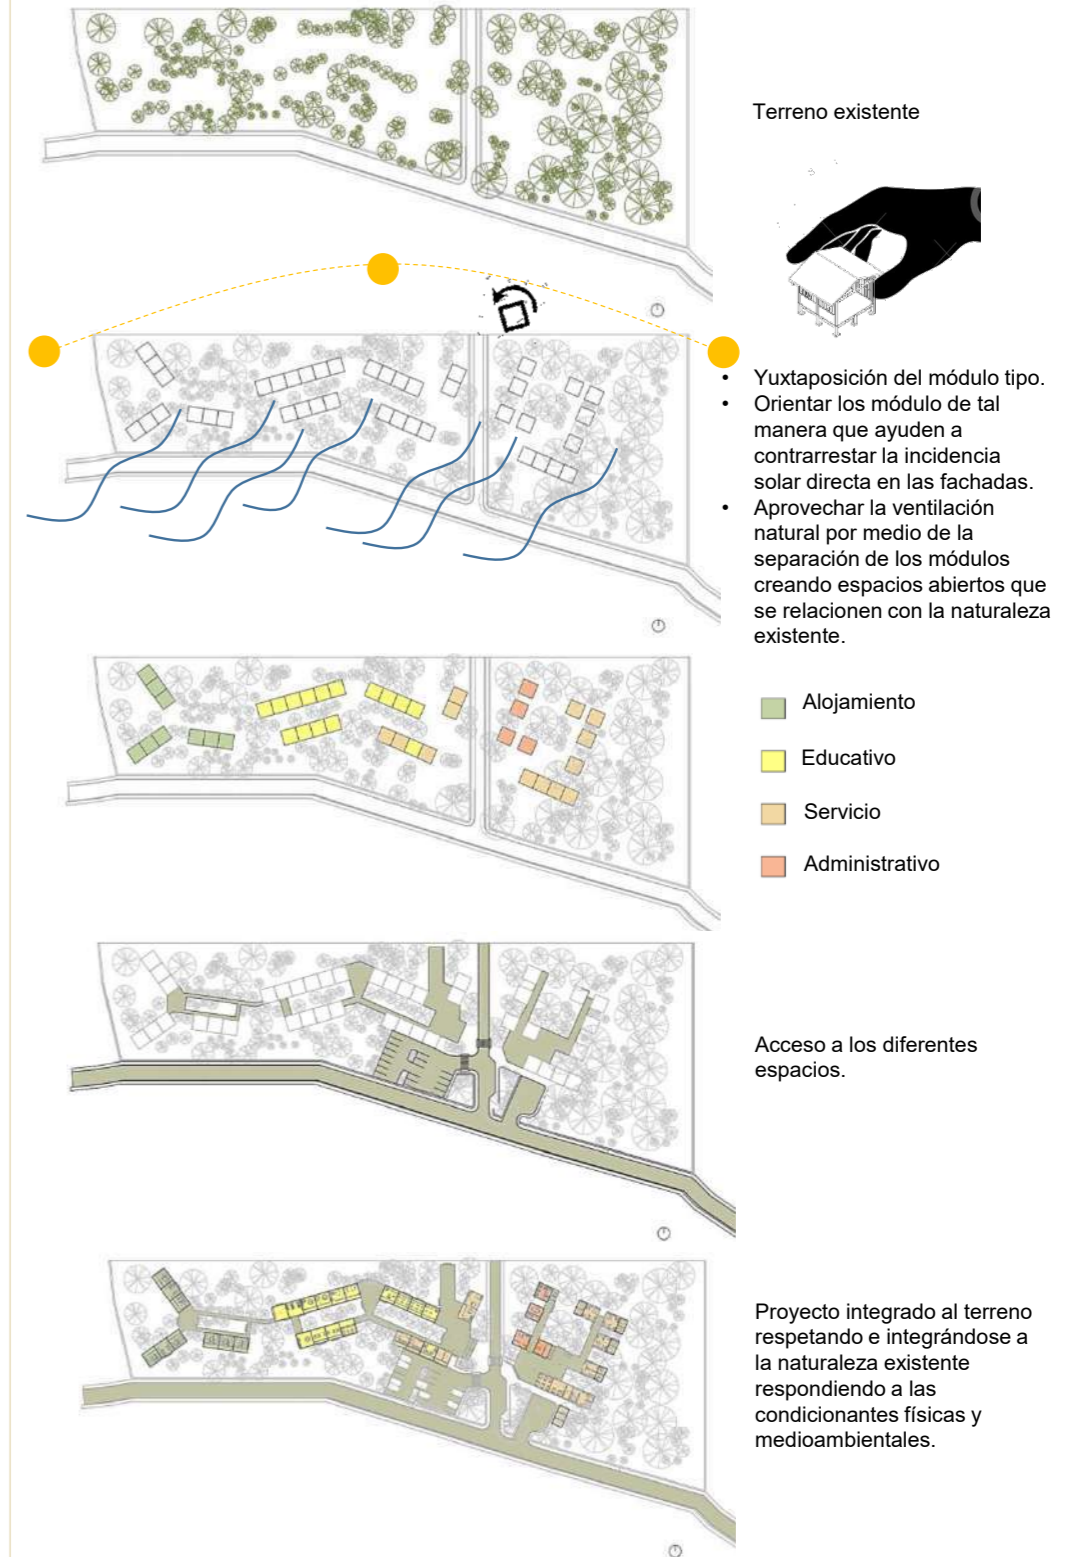 Terreno existente
• Yuxtaposición del módulo tipo.
• Orientar los módulo de tal
manera que ayuden a
contrarrestar la incidencia
solar directa en las fachadas.
• Aprovechar la ventilación
natural por medio de la
separación de los módulos
creando espacios abiertos que
se relacionen con la naturaleza
existente.
Alojamiento
Educativo
Servicio
Administrativo
Acceso a los diferentes
espacios.
Proyecto integrado al terreno
respetando e integrándose a
la naturaleza existente
respondiendo a las
condicionantes físicas y
medioambientales.